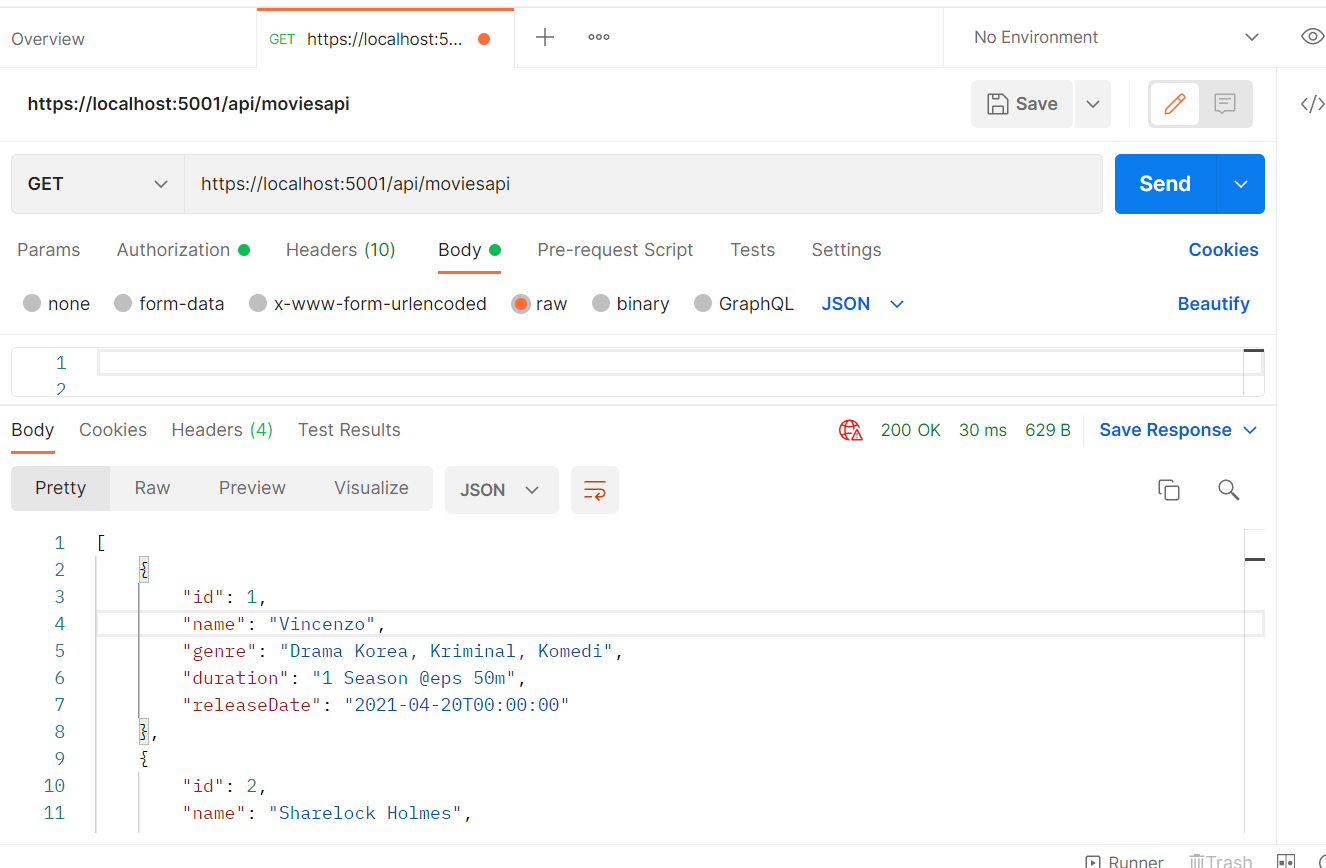 Overview GET https://localhost:5... No Environment
https://localhost:5001/api/moviesapi Save </>
GET https://localhost:5001/api/moviesapi Send
Params Authorization Headers (10) Body Pre-request Script Tests Settings Cookies
none form-data x-www-form-urlencoded raw binary GraphQL JSON Beautify
1
2
Body Cookies Headers (4) Test Results 200 OK 30 ms 629 B Save Response
Pretty Raw Preview Visualize JSON
1 [
2 {
3 "id": 1,
4 "name": "Vincenzo",
5 "genre": "Drama Korea, Kriminal, Komedi",
6 "duration": "1 Season @eps 50m",
7 "releaseDate": "2021-04-20T00:00:00"
8 },
9 {
10 "id": 2,
11 "name": "Sharelock Holmes",
Runner Trash